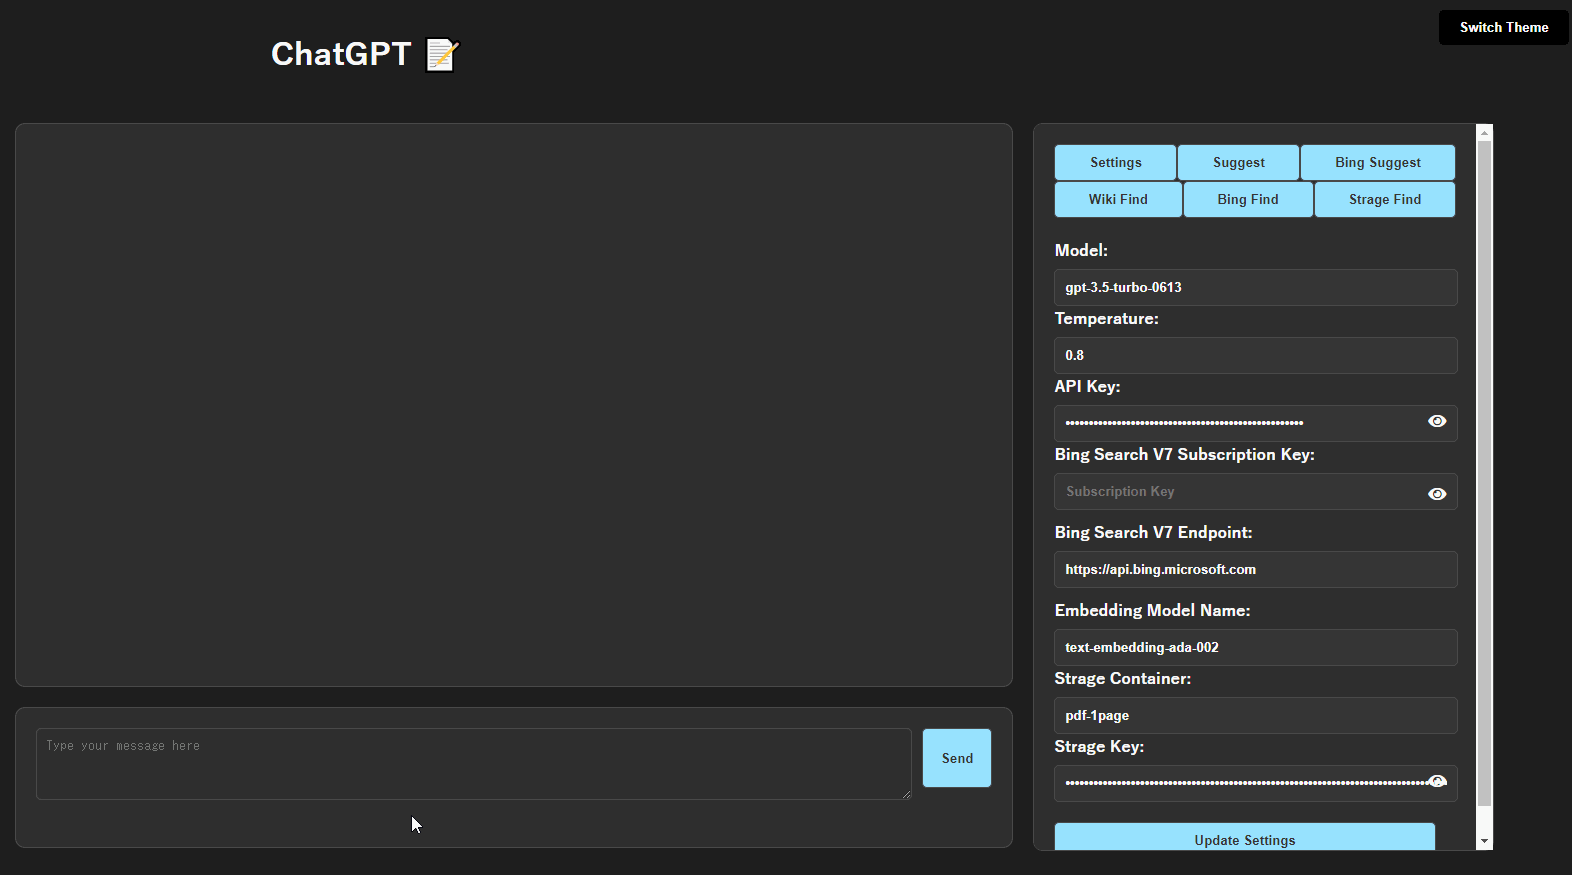 Switch Theme
ChatGPT 📝
Settings Suggest Bing Suggest
Wiki Find Bing Find Strage Find
Model:
gpt-3.5-turbo-0613
Temperature:
0.8
API Key:
Bing Search V7 Subscription Key:
Subscription Key
Bing Search V7 Endpoint:
https://api.bing.microsoft.com
Embedding Model Name:
text-embedding-ada-002
Strage Container:
pdf-1page
Strage Key:
Update Settings
Type your message here
Send